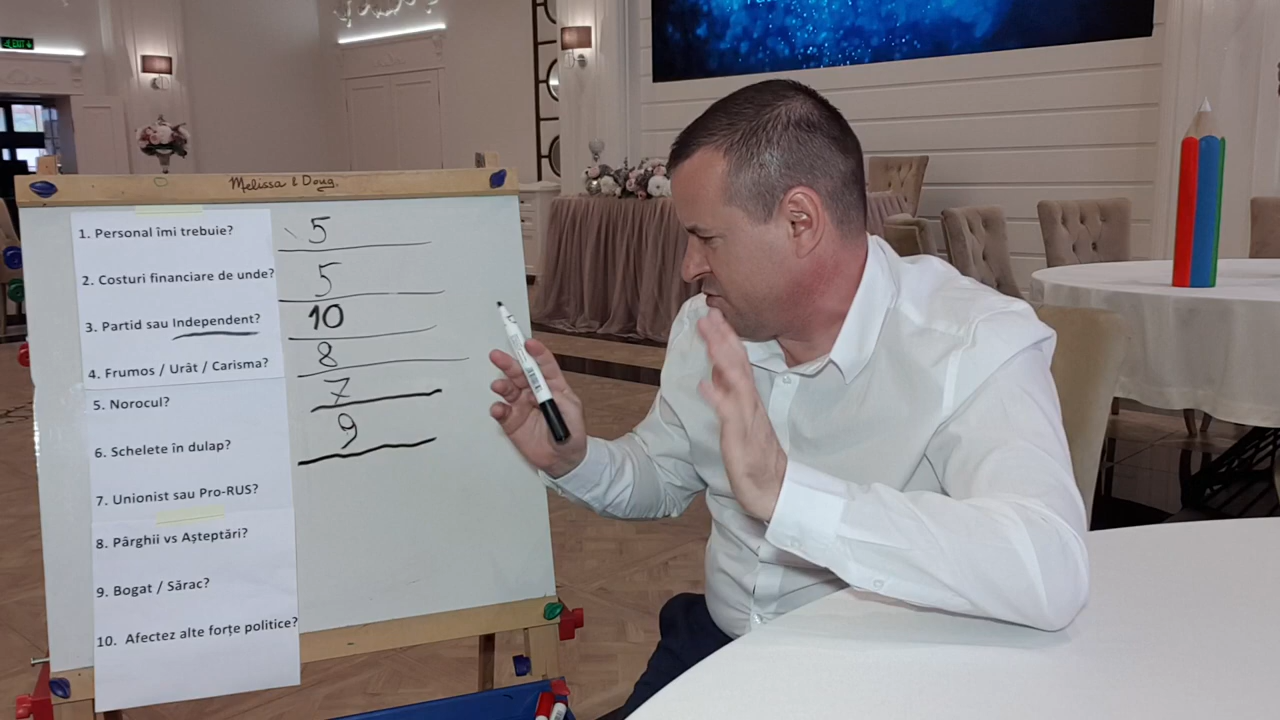 EXIT
Melissa & Doug.
1. Personal îmi trebuie? 5
2. Costuri financiare de unde? 5
3. Partid sau Independent? 10
4. Frumos / Urât / Carisma? 8
5. Norocul? 7
6. Schelete în dulap? 9
7. Unionist sau Pro-RUS?
8. Pârghii vs Așteptări?
9. Bogat / Sărac?
10. Afectez alte forțe politice?